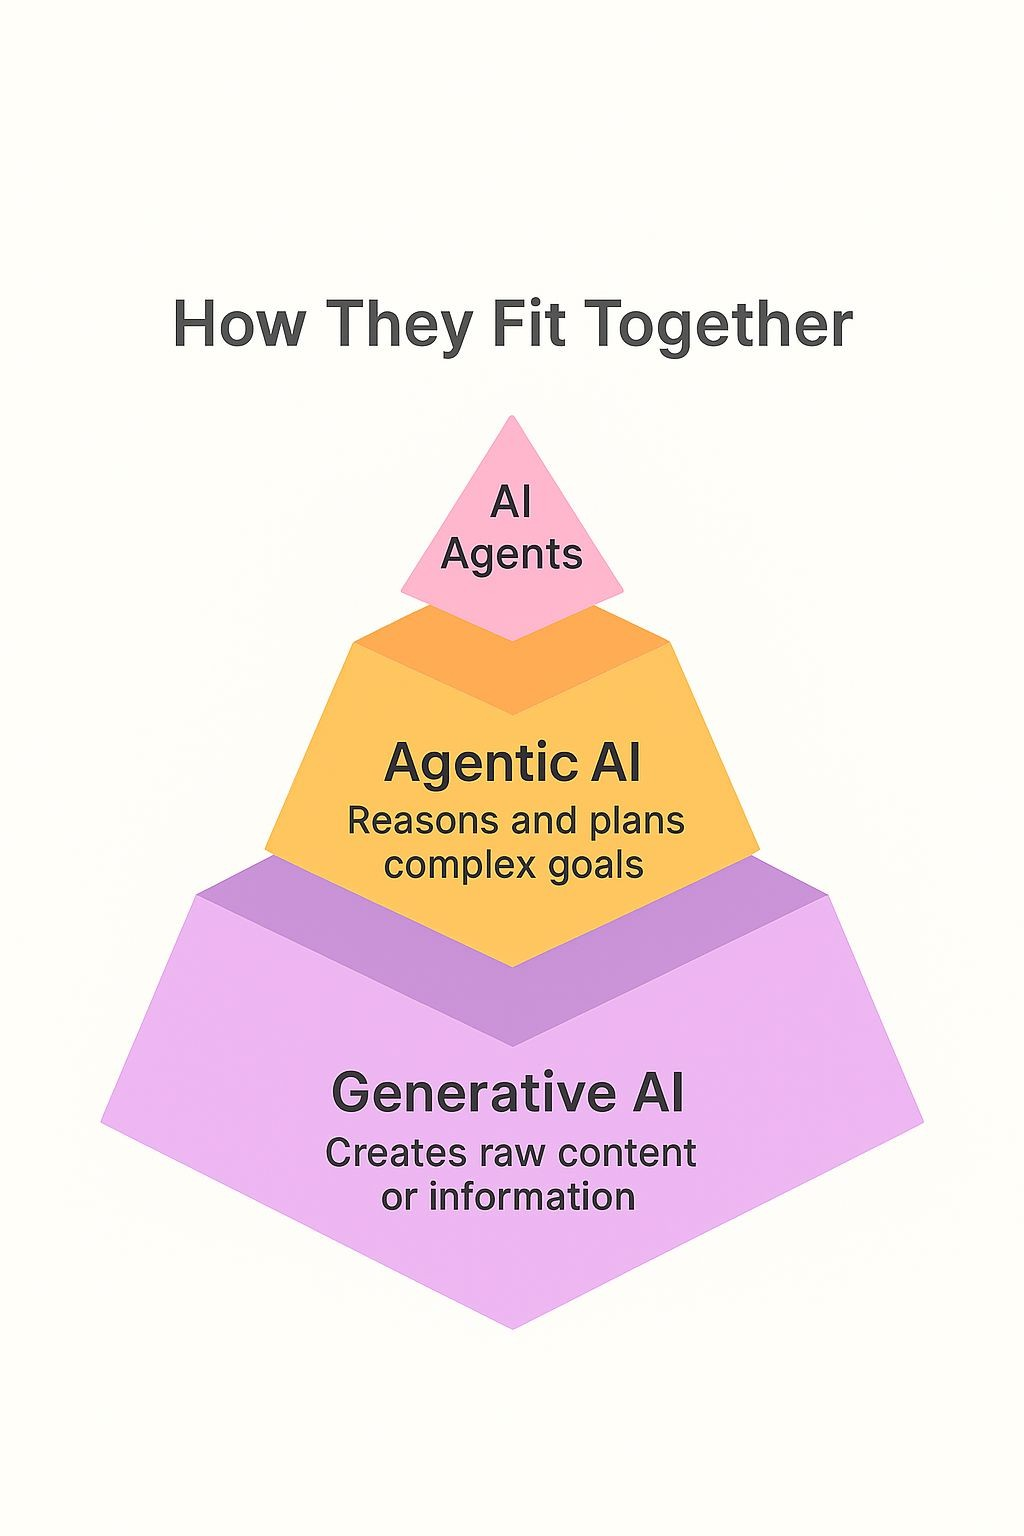 How They Fit Together
AI
Agents
Agentic AI
Reasons and plans
complex goals
Generative AI
Creates raw content
or information